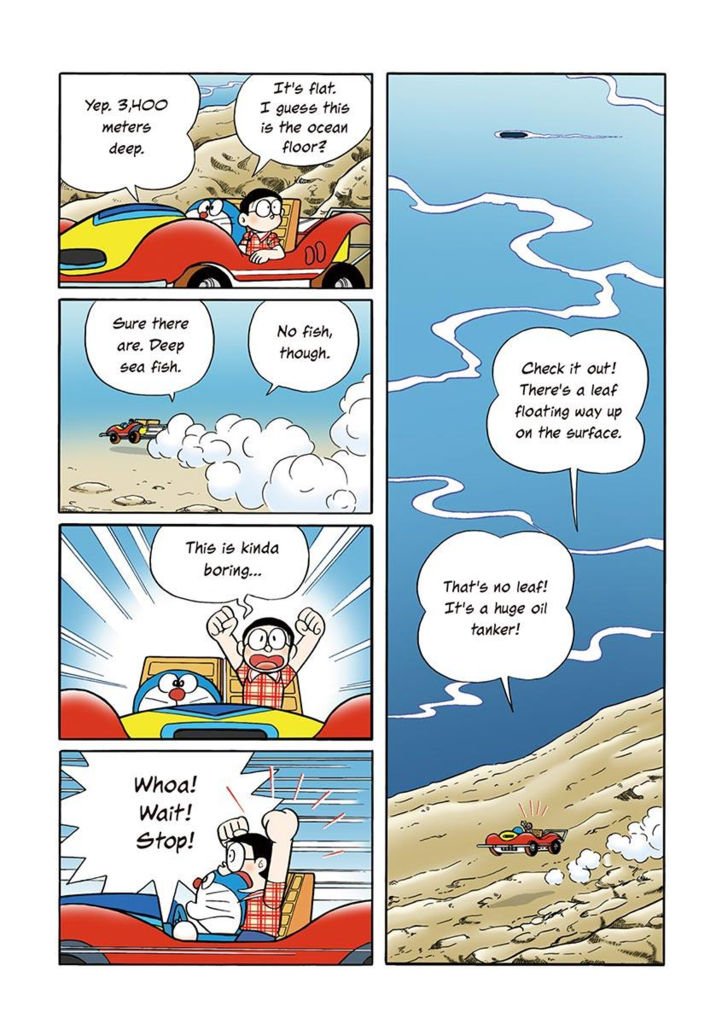 Check it out!
There's a leaf
floating way up
on the surface.
That's no leaf!
It's a huge oil
tanker!
It's flat.
I guess this
is the ocean
floor?
Yep. 3,400
meters
deep.
No fish,
though.
Sure there
are. Deep
sea fish.
This is kinda
boring...
Whoa!
Wait!
Stop!